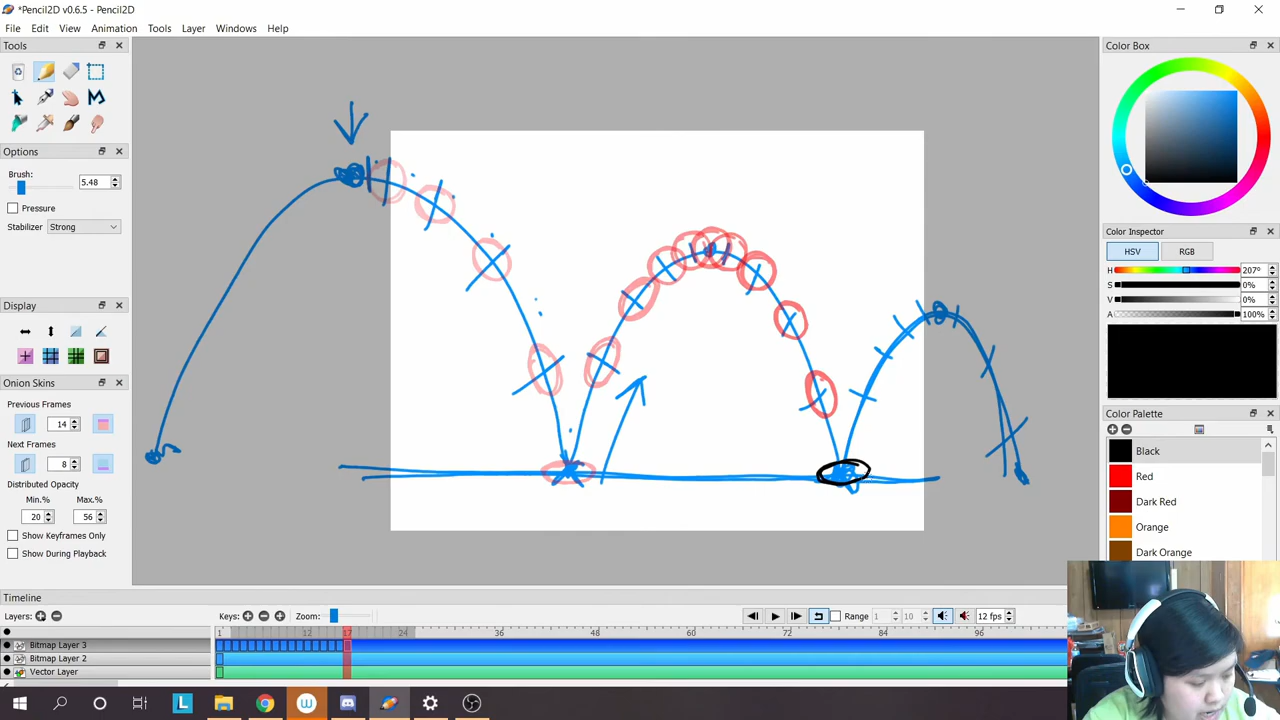 *Pencil2D v0.6.5 - Pencil2D
File Edit View Animation Tools Layer Windows Help
Tools
Options
Brush:
5.48
Pressure
Stabilizer Strong
Display
Onion Skins
Previous Frames
14
Next Frames
8
Distributed Opacity
Min.% Max.%
20 56
Show Keyframes Only
Show During Playback
Color Box
Color Inspector
HSV RGB
H 207°
S 0%
V 0%
A 100%
Color Palette
Black
Red
Dark Red
Orange
Dark Orange
Timeline
Layers: Keys: Zoom: Range 1 10 12 fps
1 12 17 24 36 48 60 72 84 96
Bitmap Layer 3
Bitmap Layer 2
Vector Layer
L W